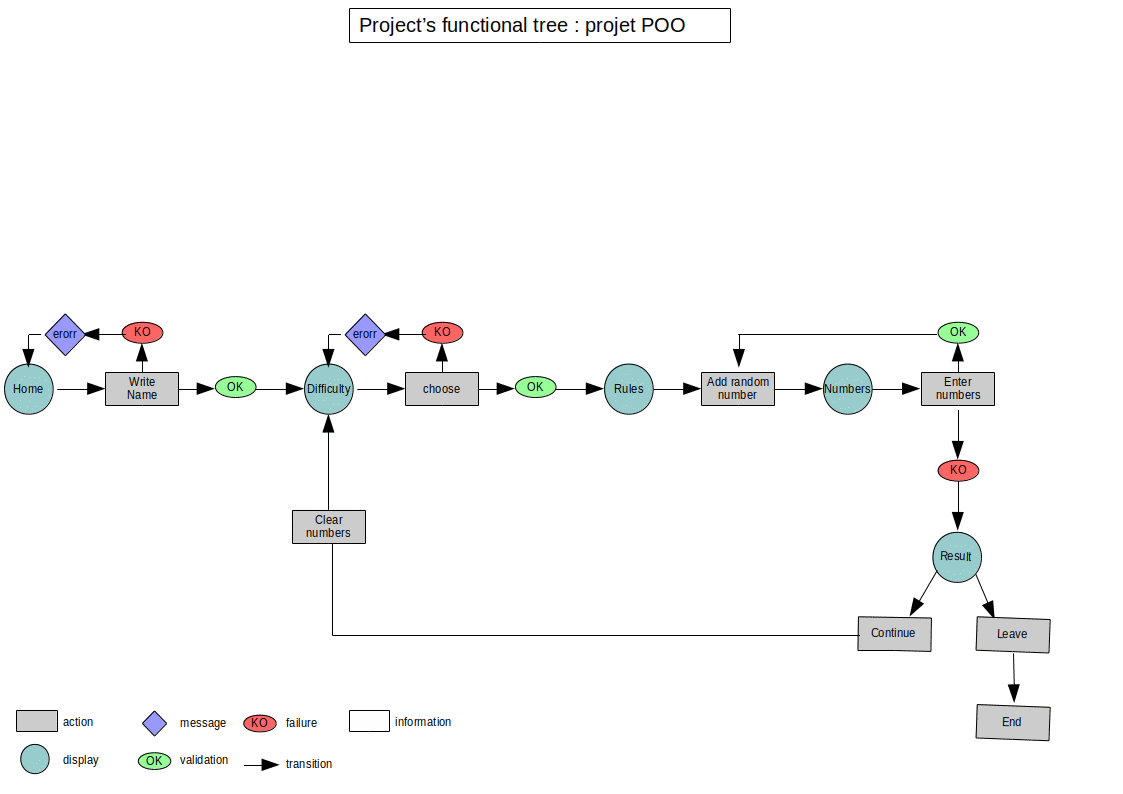 Project's functional tree : projet POO
erorr
KO
erorr
KO
OK
Home
Write
Name
OK
Difficulty
choose
OK
Rules
Add random
number
Numbers
Enter
numbers
KO
Clear
numbers
Result
Continue
Leave
End
action
message
KO
failure
information
display
OK
validation
transition